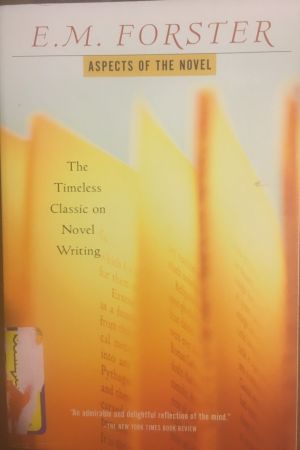 E.M. FORSTER
ASPECTS OF THE NOVEL
The
Timeless
Classic on
Novel
Writing
"An admirable and delightful reflection of the mind."
—THE NEW YORK TIMES BOOK REVIEW